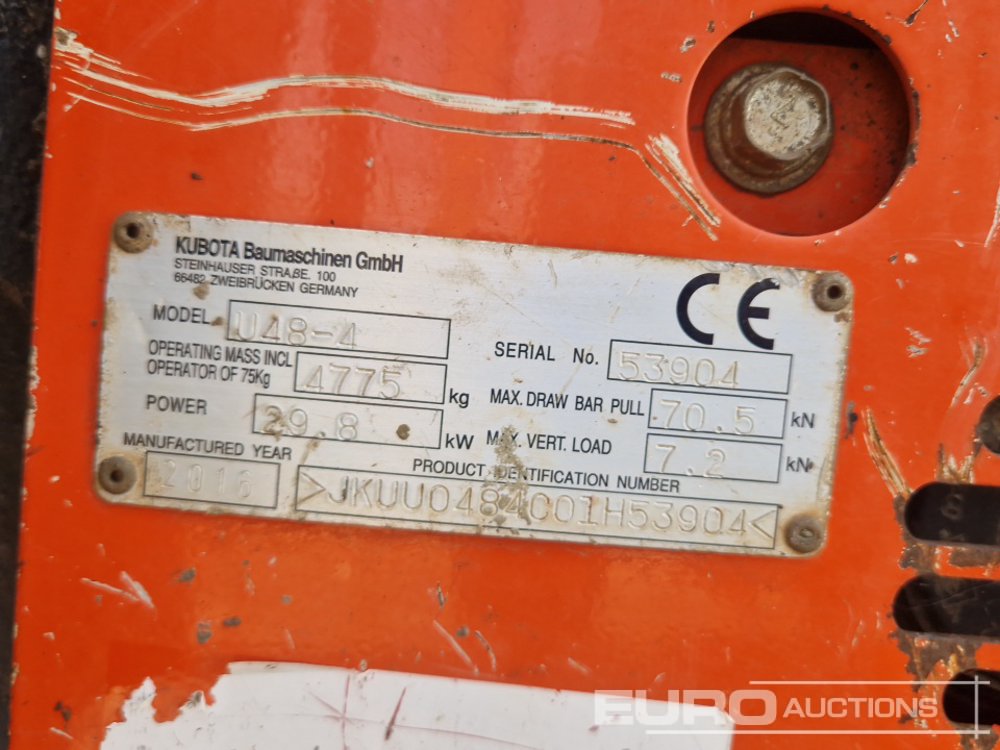 KUBOTA Baumaschinen GmbH
STEINHAUSER STRAßE. 100
66482 ZWEIBRÜCKEN GERMANY
CE
MODEL U48-4
SERIAL No. 53904
OPERATING MASS INCL
OPERATOR OF 75Kg 4775 kg
MAX. DRAW BAR PULL 70.5 kN
POWER 29.8 kW
MAX. VERT. LOAD 7.2 kN
MANUFACTURED YEAR 2016
PRODUCT IDENTIFICATION NUMBER
>JKUU0484C01H53904<
EURO AUCTIONS